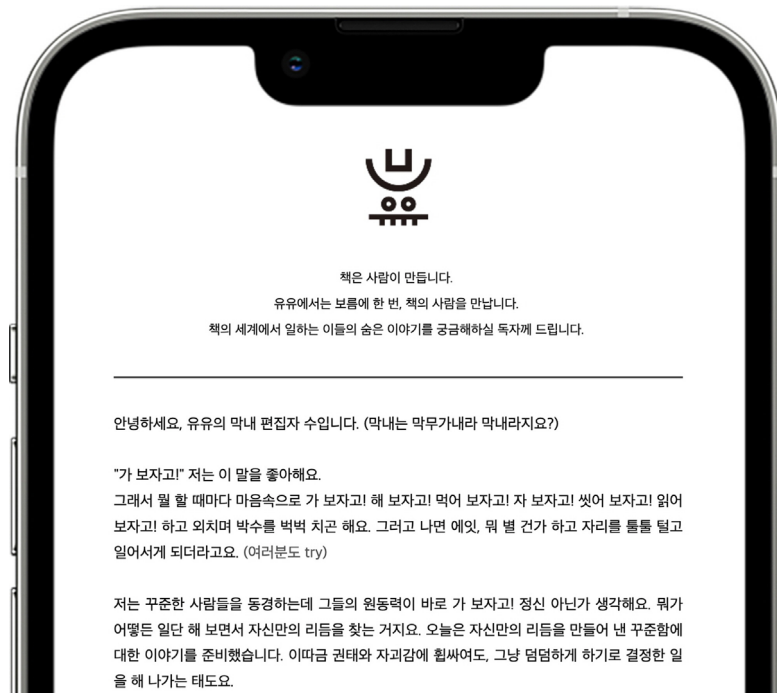 책은 사람이 만듭니다.
유유에서는 보름에 한 번, 책의 사람을 만납니다.
책의 세계에서 일하는 이들의 숨은 이야기를 궁금해하실 독자께 드립니다.
안녕하세요, 유유의 막내 편집자 수입니다. (막내는 막무가내라 막내라지요?)
"가 보자고!" 저는 이 말을 좋아해요.
그래서 뭘 할 때마다 마음속으로 가 보자고! 해 보자고! 먹어 보자고! 자 보자고! 씻어 보자고! 읽어
보자고! 하고 외치며 박수를 벅벅 치곤 해요. 그러고 나면 에잇, 뭐 별 건가 하고 자리를 툴툴 털고
일어서게 되더라고요. (여러분도 try)
저는 꾸준한 사람들을 동경하는데 그들의 원동력이 바로 가 보자고! 정신 아닌가 생각해요. 뭐가
어떻든 일단 해 보면서 자신만의 리듬을 찾는 거지요. 오늘은 자신만의 리듬을 만들어 낸 꾸준함에
대한 이야기를 준비했습니다. 이따금 권태와 자괴감에 휩싸여도, 그냥 덤덤하게 하기로 결정한 일
을 해 나가는 태도요.